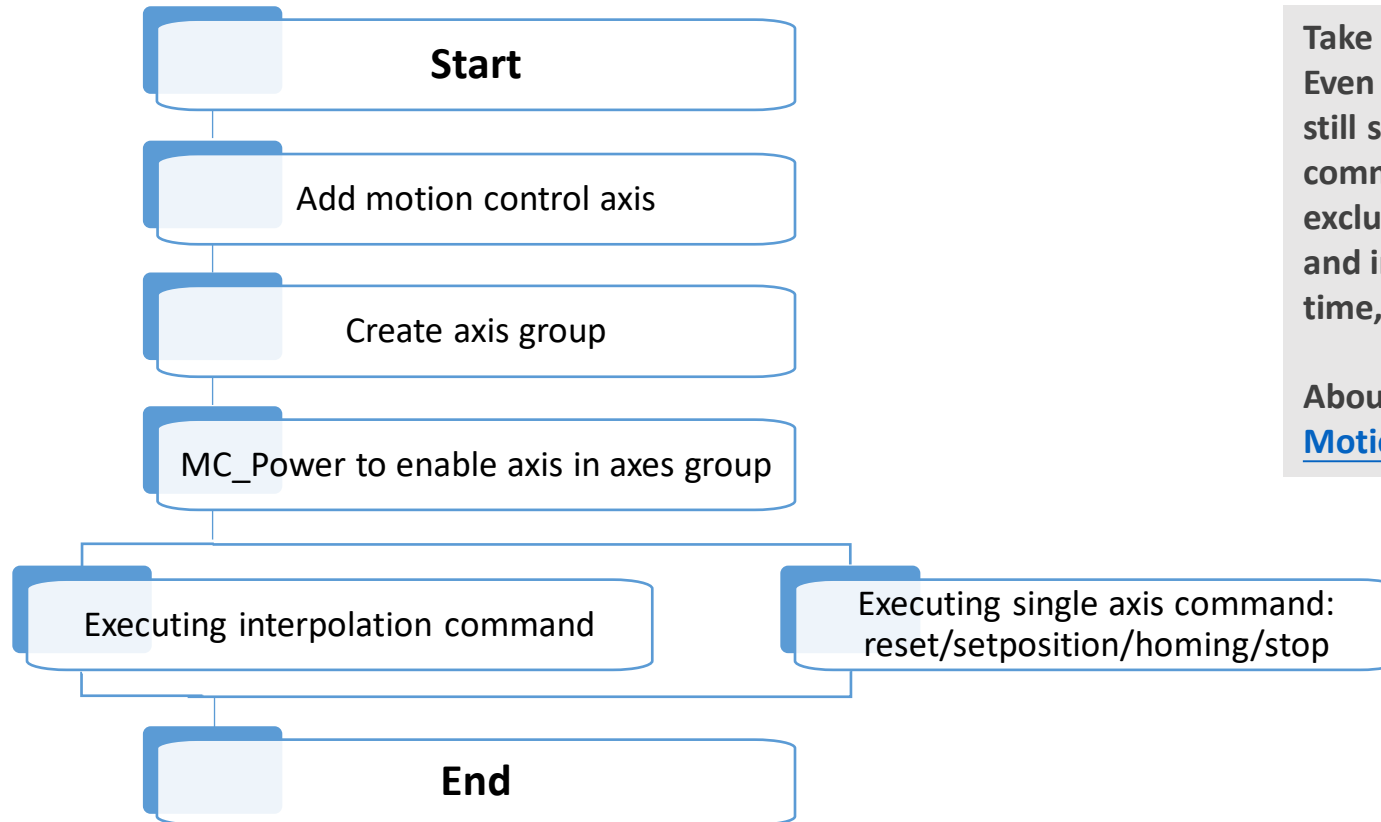 Start
Add motion control axis
Create axis group
MC_Power to enable axis in axes group
Executing interpolation command
Executing single axis command:
reset/setposition/homing/stop
End
Take
Even
still s
comm
exclu
and i
time,
Abou
Motio